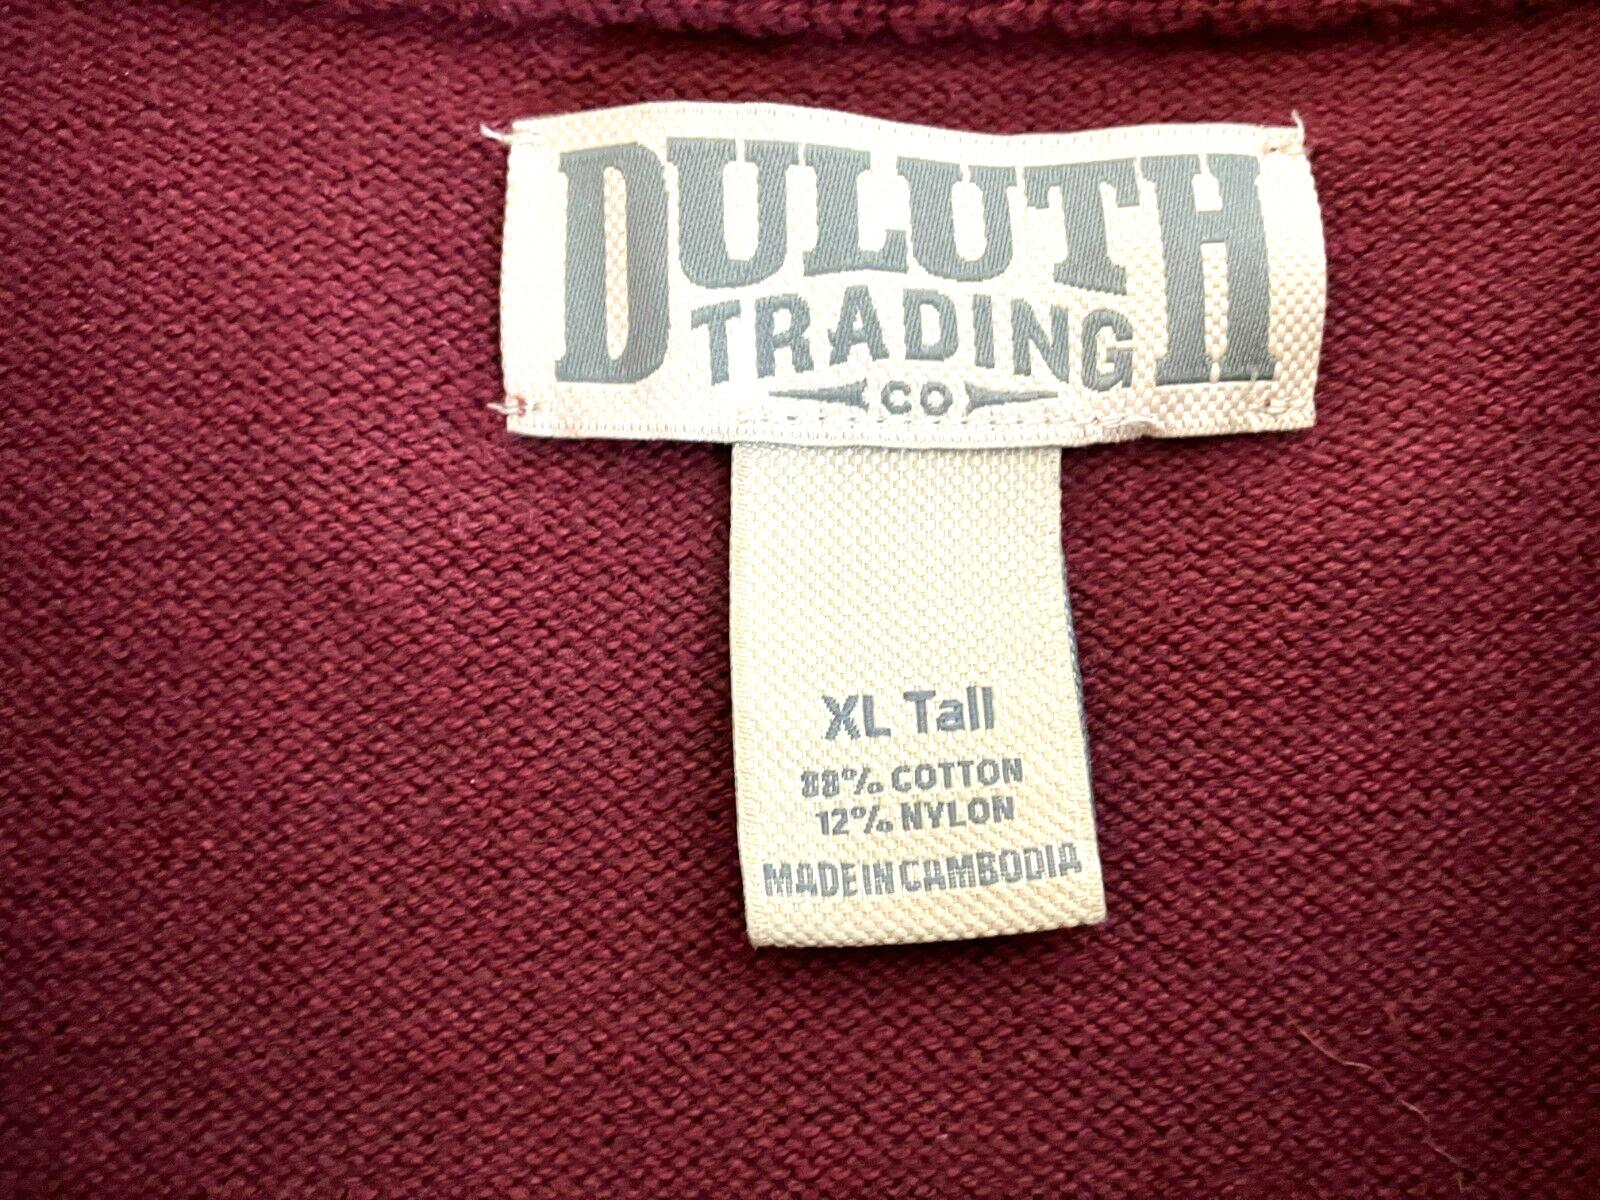 DULUTH
TRADING
CO
XL Tall
88% COTTON
12% NYLON
MADE IN CAMBODIA